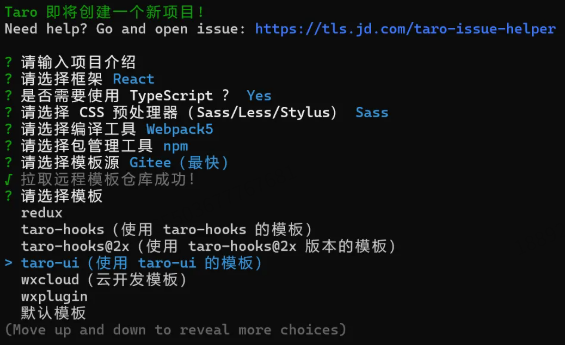 Taro 即将创建一个新项目!
Need help? Go and open issue: https://tls.jd.com/taro-issue-helper
? 请输入项目介绍
? 请选择框架 React
? 是否需要使用 TypeScript ? Yes
? 请选择 CSS 预处理器（Sass/Less/Stylus） Sass
? 请选择编译工具 Webpack5
? 请选择包管理工具 npm
? 请选择模板源 Gitee（最快）
√ 拉取远程模板仓库成功!
? 请选择模板
redux
taro-hooks（使用 taro-hooks 的模板）
taro-hooks@2x（使用 taro-hooks@2x 版本的模板）
> taro-ui（使用 taro-ui 的模板）
wxcloud（云开发模板）
wxplugin
默认模板
(Move up and down to reveal more choices)